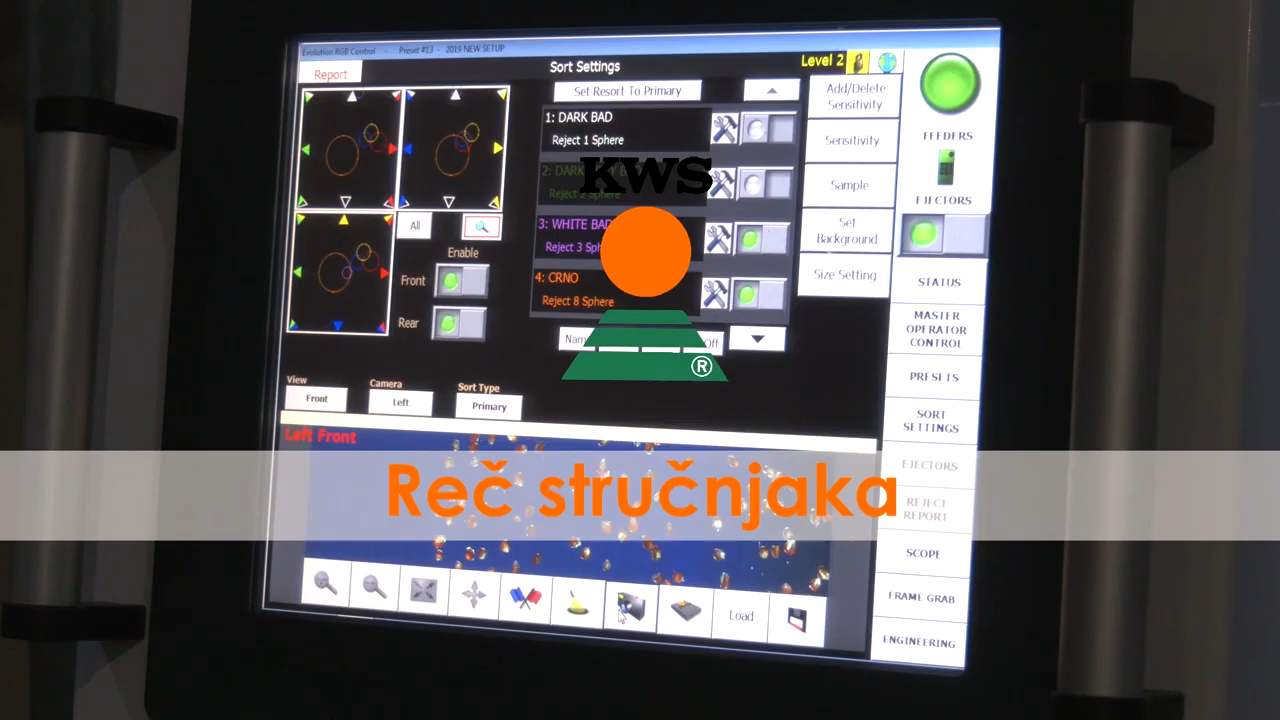 Evolution RGB Control - Preset #13 - 2019 NEW SETUP
Report
Sort Settings
Level 2
Set Resort To Primary
1: DARK BAD
Reject 1 Sphere
2: DARK
Reject 2 Sphere
3: WHITE BAD
Reject 3
4: CRNO
Reject 8 Sphere
Off
All
Enable
Front
Rear
View
Front
Camera
Left
Sort Type
Primary
Add/Delete
Sensitivity
Sensitivity
Sample
Set
Background
Size Setting
FEEDERS
EJECTORS
STATUS
MASTER
OPERATOR
CONTROL
PRESETS
SORT
SETTINGS
EJECTORS
REJECT
REPORT
SCOPE
FRAME GRAB
ENGINEERING
Left Front
Load
KWS
®
Reč stručnjaka